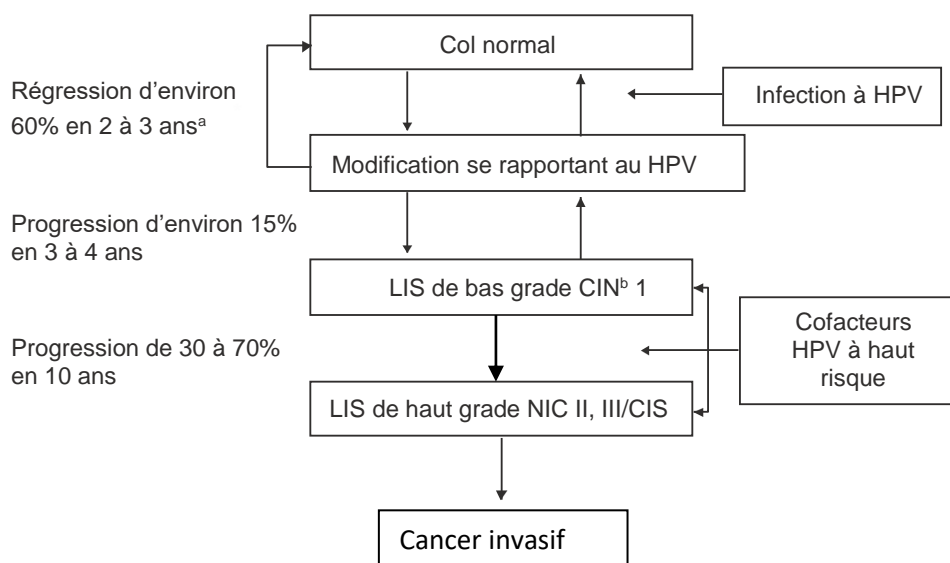 Col normal
Régression d'environ
60% en 2 à 3 ansᵃ
Infection à HPV
Modification se rapportant au HPV
Progression d'environ 15%
en 3 à 4 ans
LIS de bas grade CINᵇ 1
Cofacteurs
HPV à haut
risque
Progression de 30 à 70%
en 10 ans
LIS de haut grade NIC II, III/CIS
Cancer invasif